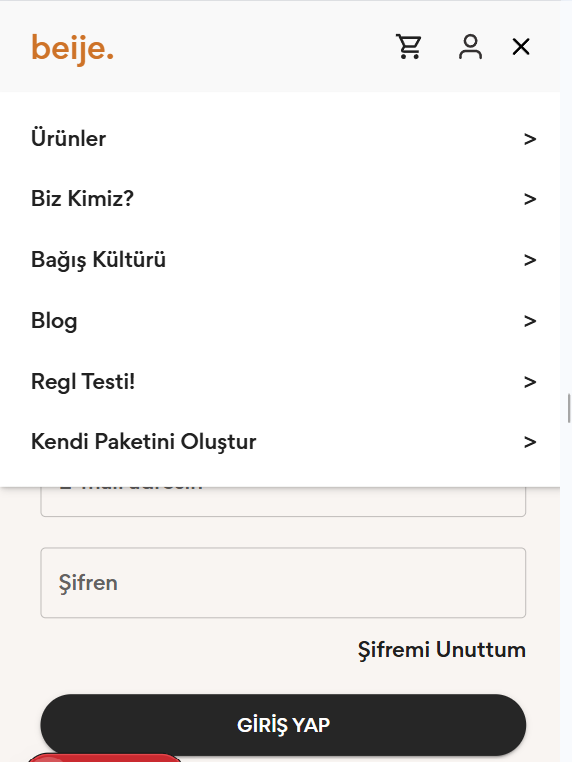 beije.
Ürünler >
Biz Kimiz? >
Bağış Kültürü >
Blog >
Regl Testi! >
Kendi Paketini Oluştur >
Şifren
Şifremi Unuttum
GİRİŞ YAP